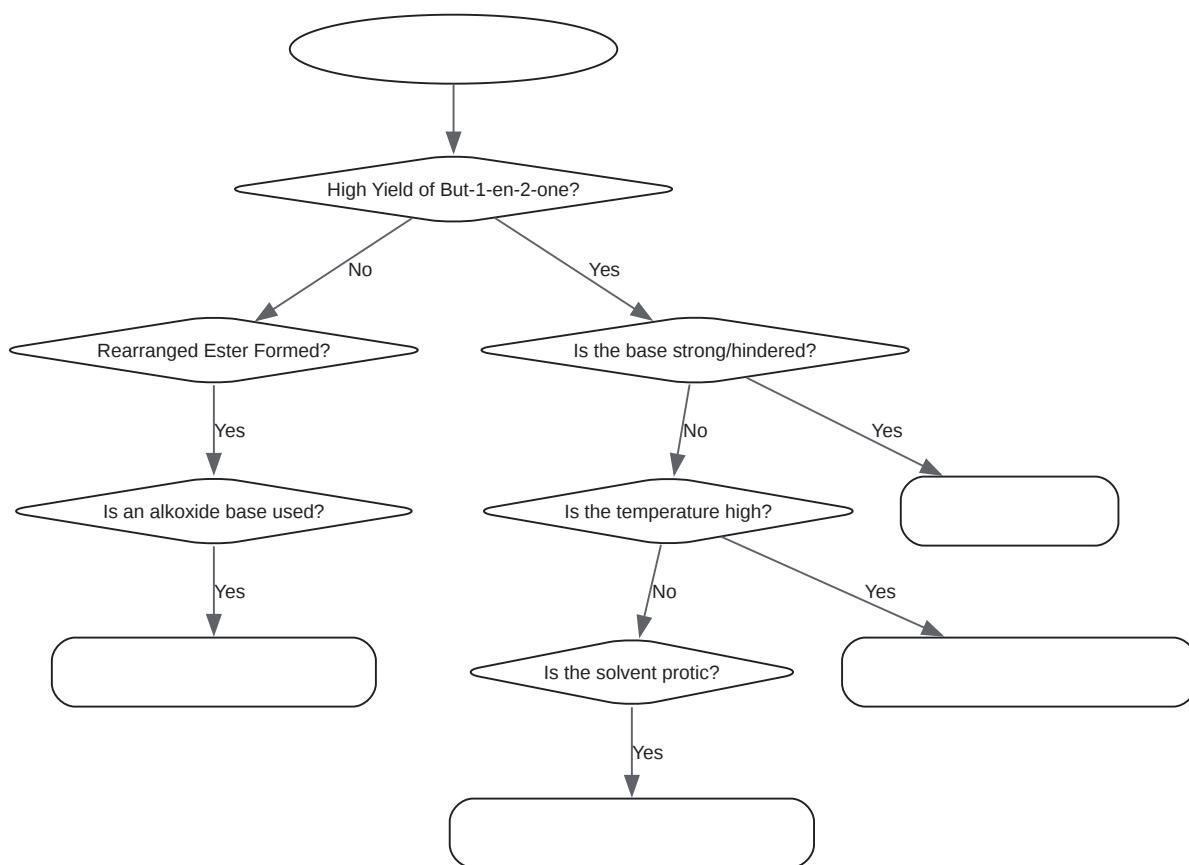 High Yield of But-1-en-2-one?
No
Yes
Rearranged Ester Formed?
Is the base strong/hindered?
Yes
No
Yes
Is an alkoxide base used?
Is the temperature high?
Yes
No
Yes
Is the solvent protic?
Yes